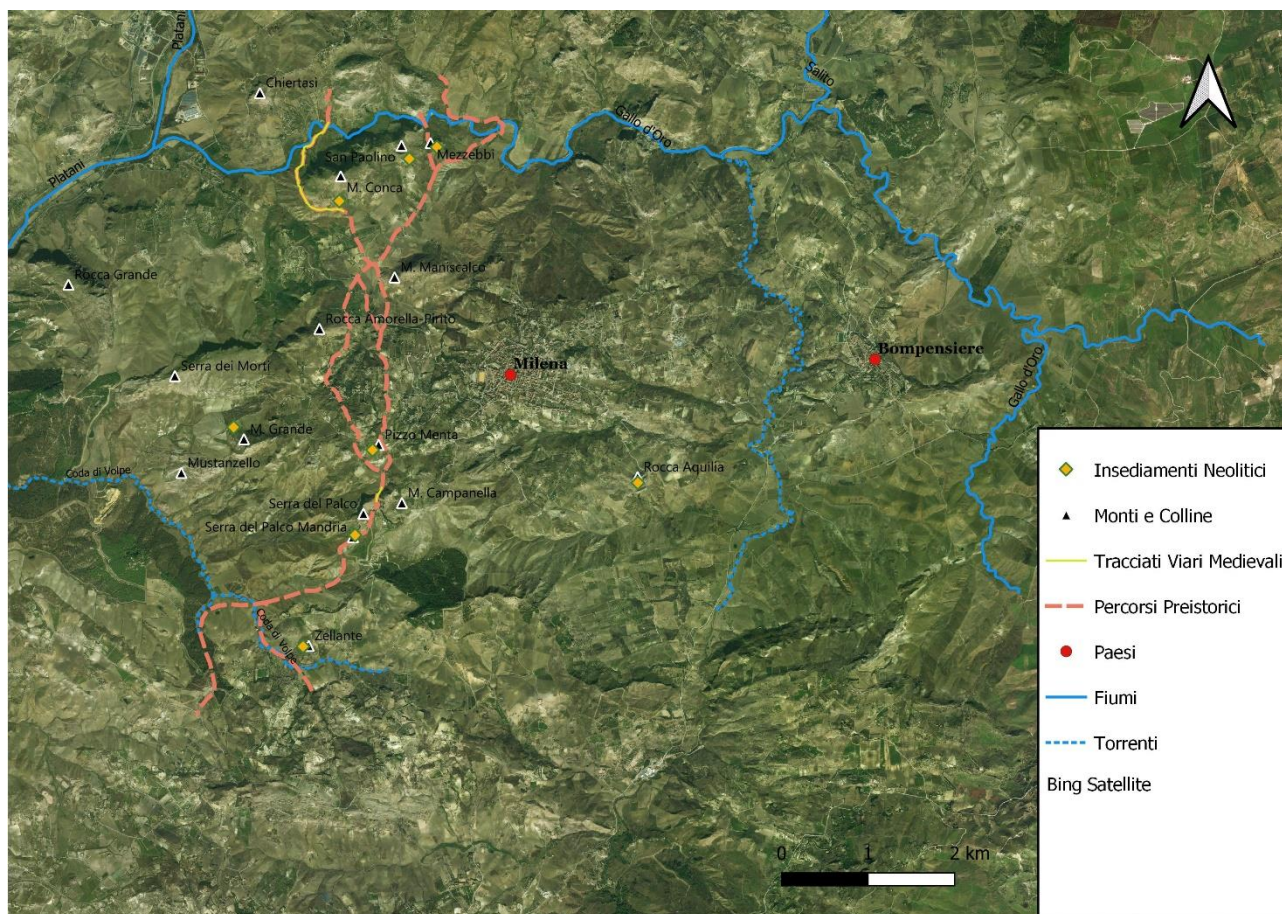 Platani
Chiertasi
Salito
Gallo d'Oro
San Paolino
Mezzebbi
Platani
M. Conca
Rocca Grande
M. Maniscalco
Rocca Amorella-Pirito
Gallo d'Oro
Bompensiere
Milena
Serra dei Morti
M. Grande
Pizzo Menta
Mustanzello
Coda di Volpe
Rocca Aquilia
Serra del Palco
M. Campanella
Serra del Palco Mandria
Coda di Volpe
Zellante
Insediamenti Neolitici
Monti e Colline
Tracciati Viari Medievali
Percorsi Preistorici
Paesi
Fiumi
Torrenti
Bing Satellite
0 1 2 km